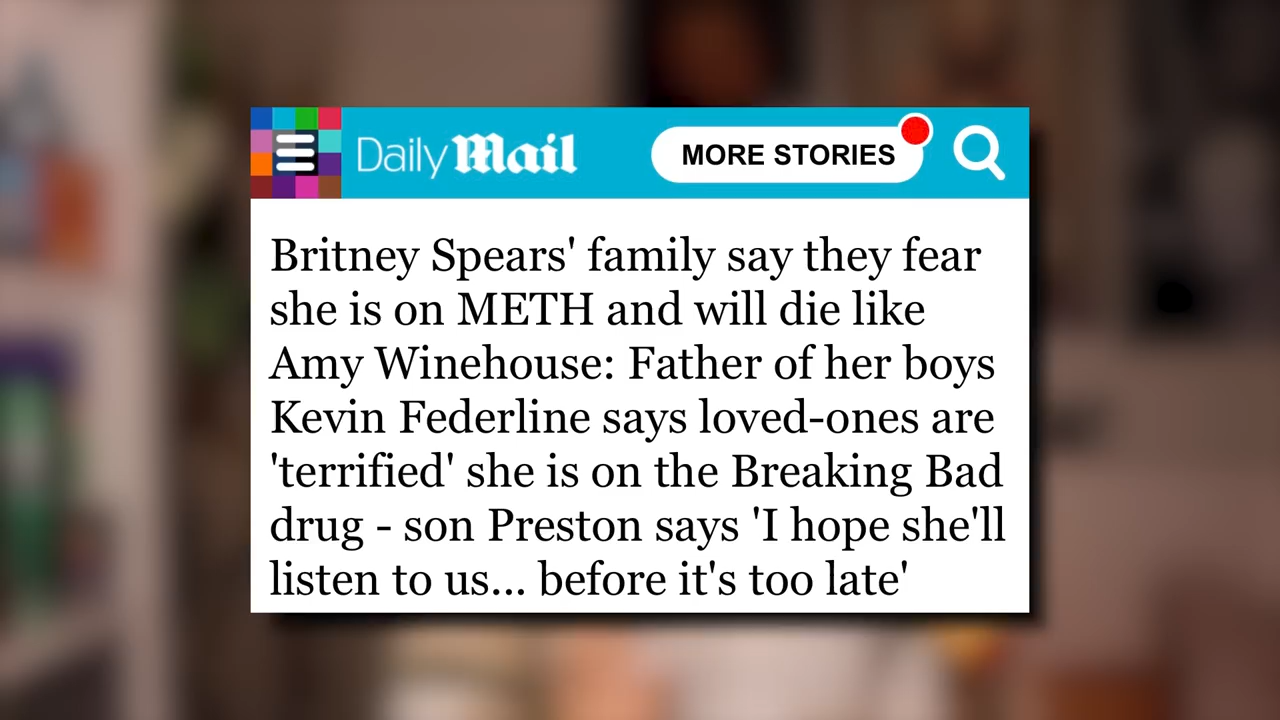 Daily Mail
MORE STORIES
Britney Spears' family say they fear
she is on METH and will die like
Amy Winehouse: Father of her boys
Kevin Federline says loved-ones are
'terrified' she is on the Breaking Bad
drug - son Preston says 'I hope she'll
listen to us... before it's too late'